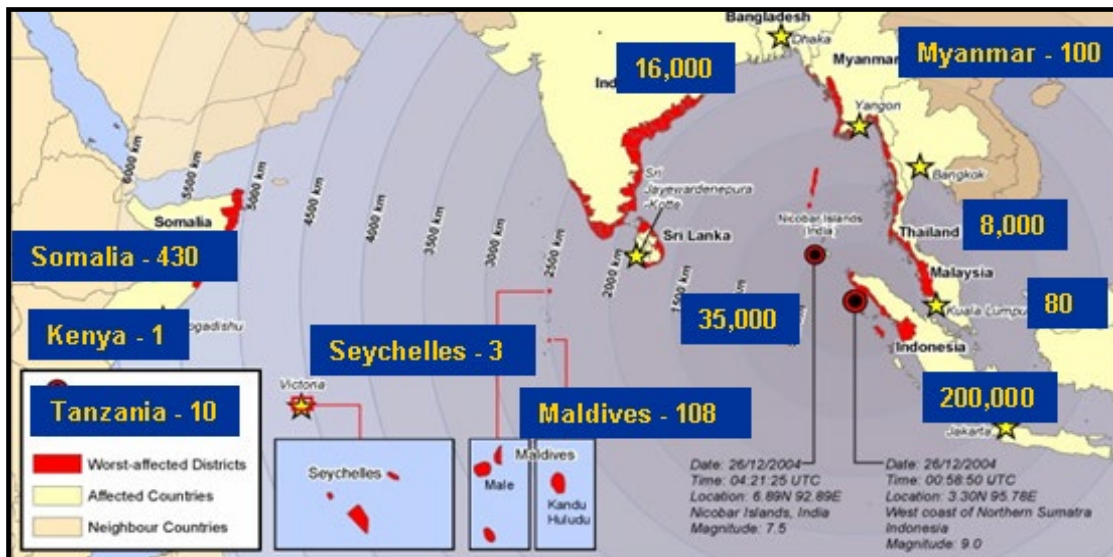 Bangladesh
Dhaka
16,000
Myanmar
Myanmar - 100
Yangon
6000 km
5500 km
5000 km
4500 km
4000 km
3500 km
3000 km
2500 km
2000 km
1500 km
Sri
Jayewardenepura
-Kotte
Bangkok
Somalia
Sri Lanka
Nicobar Islands
(India)
Thailand
8,000
Somalia - 430
Malaysia
80
35,000
Kenya - 1
Indonesia
Seychelles - 3
Victoria
Tanzania - 10
Maldives - 108
200,000
Jakarta
Worst-affected Districts
Affected Countries
Neighbour Countries
Seychelles
Maldives
Male
Kandu
Huludu
Date: 26/12/2004
Time: 04:21:25 UTC
Location: 6.89N 92.89E
Nicobar Islands, India
Magnitude: 7.5
Date: 26/12/2004
Time: 00:58:50 UTC
Location: 3.30N 95.78E
West coast of Northern Sumatra
Indonesia
Magnitude: 9.0